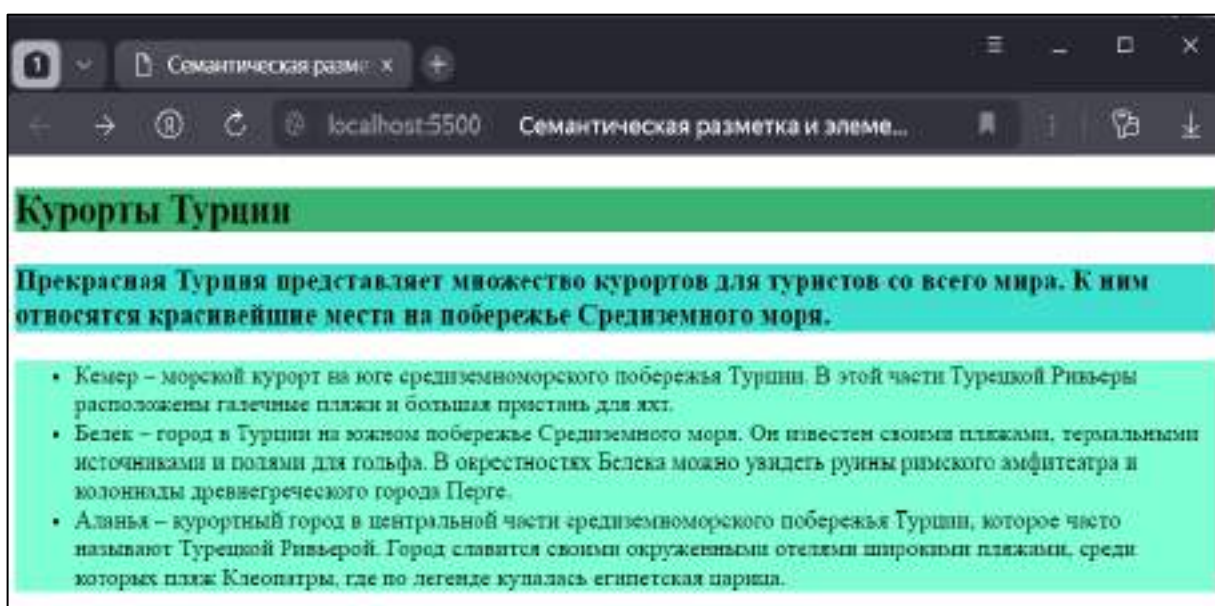 1
Семантическая разме
localhost:5500 Семантическая разметка и элеме...
Курорты Турции
Прекрасная Турция представляет множество курортов для туристов со всего мира. К ним
относятся красивейшие места на побережье Средиземного моря.
• Кемер – морской курорт на юге средиземноморского побережья Турции. В этой части Турецкой Ривьеры
расположены галечные пляжи и большая пристань для яхт.
• Белек – город в Турции на южном побережье Средиземного моря. Он известен своими пляжами, термальными
источниками и полями для гольфа. В окрестностях Белека можно увидеть руины римского амфитеатра и
колоннады древнегреческого города Перге.
• Аланья – курортный город в центральной части средиземноморского побережья Турции, которое часто
называют Турецкой Ривьерой. Город славится своими окруженными отелями широкими пляжами, среди
которых пляж Клеопатры, где по легенде купалась египетская царица.